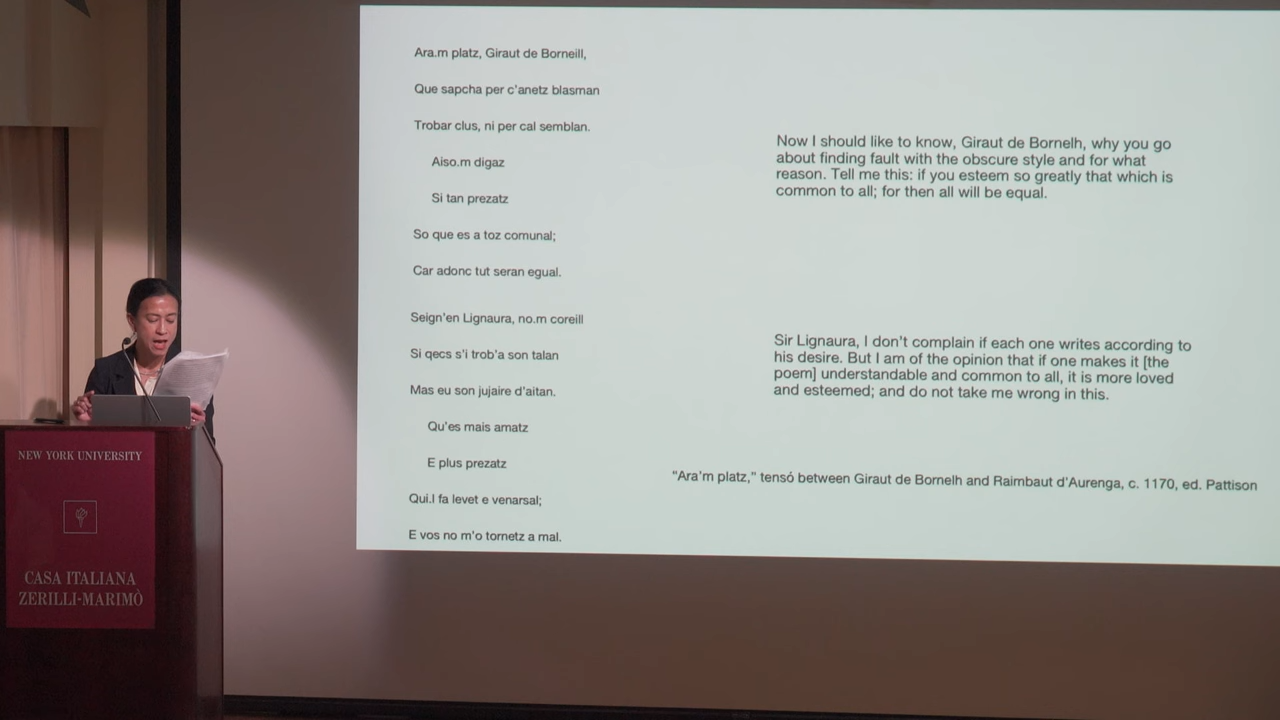 Ara.m platz, Giraut de Borneill,
Que sapcha per c'anetz blasman
Trobar clus, ni per cal semblan.
Aiso.m digaz
Si tan prezatz
So que es a toz comunal;
Car adonc tut seran egual.
Seign'en Lignaura, no.m coreill
Si qecs s'i trob'a son talan
Mas eu son jujaire d'aitan.
Qu'es mais amatz
E plus prezatz
Qui.l fa levet e venarsal;
E vos no m'o tornetz a mal.
Now I should like to know, Giraut de Bornelh, why you go
about finding fault with the obscure style and for what
reason. Tell me this: if you esteem so greatly that which is
common to all; for then all will be equal.
Sir Lignaura, I don't complain if each one writes according to
his desire. But I am of the opinion that if one makes it [the
poem] understandable and common to all, it is more loved
and esteemed; and do not take me wrong in this.
"Ara'm platz," tensó between Giraut de Bornelh and Raimbaut d'Aurenga, c. 1170, ed. Pattison
NEW YORK UNIVERSITY
CASA ITALIANA
ZERILLI-MARIMÒ